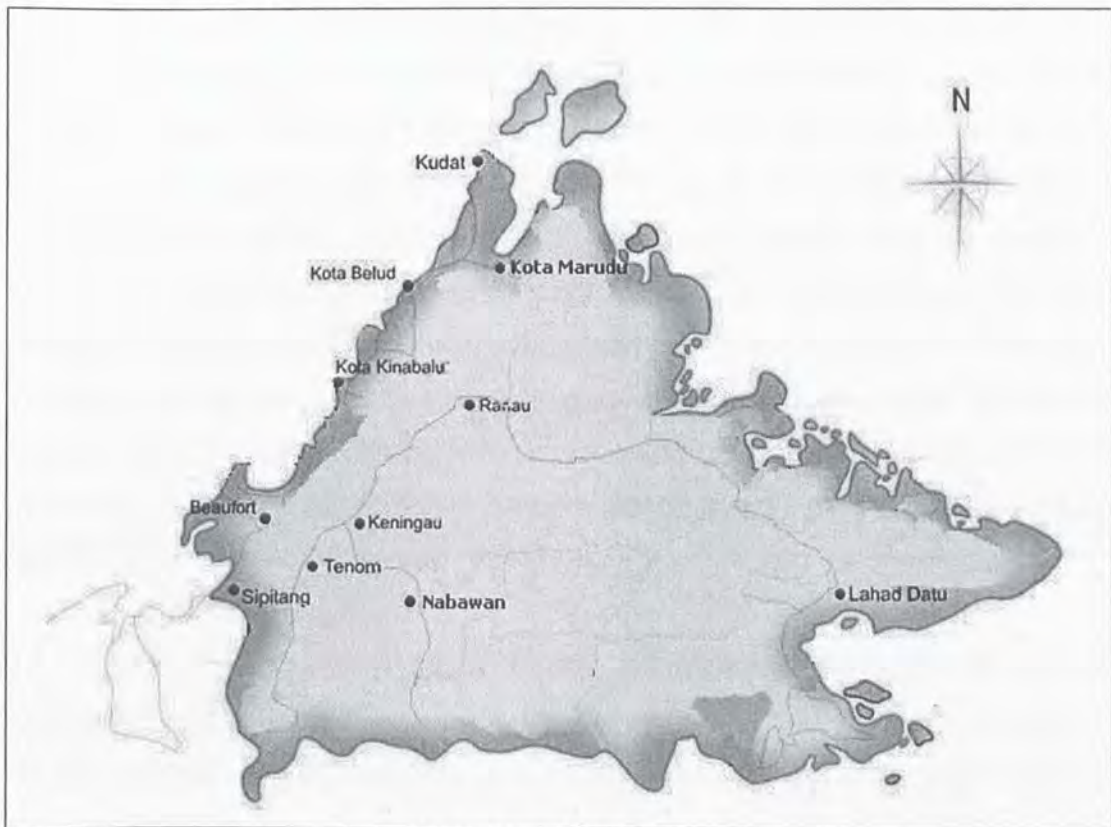 N
Kudat
Kota Marudu
Kota Belud
Kota Kinabalu
Ranau
Beaufort
Keningau
Tenom
Sipitang
Nabawan
Lahad Datu